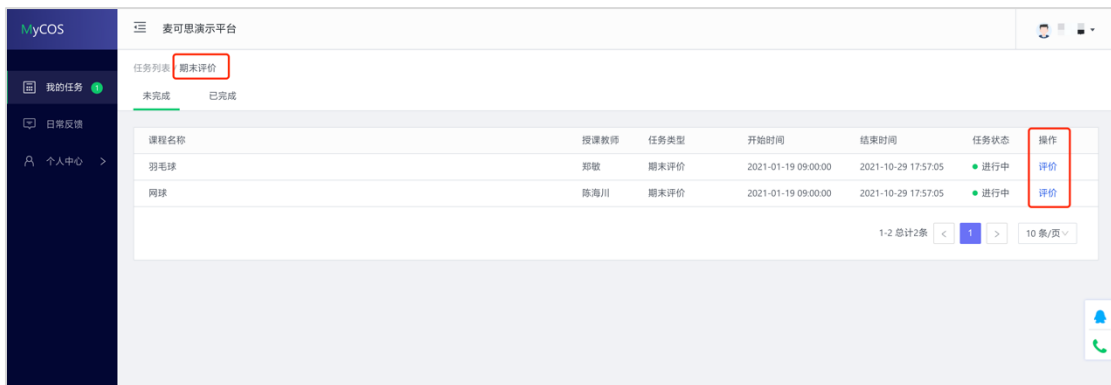 MyCOS
麦可思演示平台
任务列表 / 期末评价
我的任务 1
未完成 已完成
日常反馈
课程名称 授课教师 任务类型 开始时间 结束时间 任务状态 操作
个人中心 >
羽毛球 郑敏 期末评价 2021-01-19 09:00:00 2021-10-29 17:57:05 进行中 评价
网球 陈海川 期末评价 2021-01-19 09:00:00 2021-10-29 17:57:05 进行中 评价
1-2 总计2条 < 1 > 10 条/页